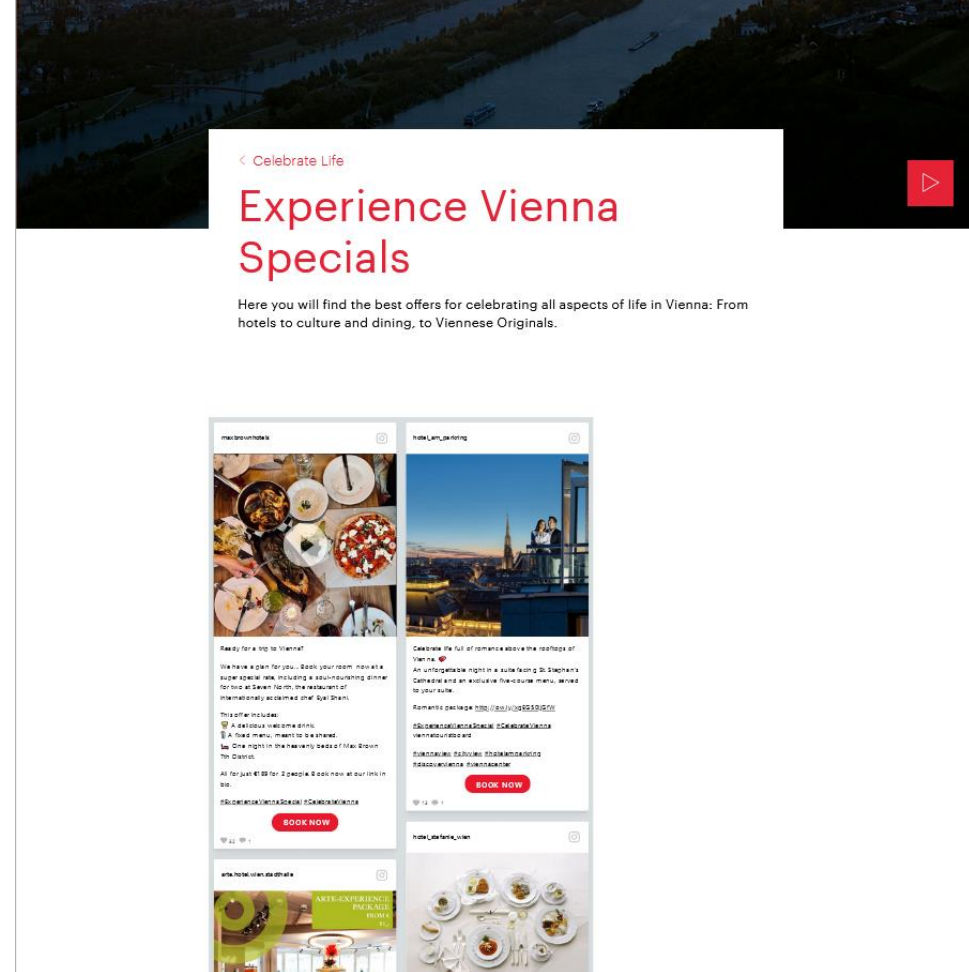 Celebrate Life
Experience Vienna
Specials
Here you will find the best offers for celebrating all aspects of life in Vienna: From
hotels to culture and dining, to Viennese Originals.
maxbrownhotels
Ready for a trip to Vienna?
We have a plan for you... Book your room now at a
super special rate, including a soul-nourishing dinner
for two at Seven North, the restaurant of
internationally acclaimed chef Eyal Shani.
This offer includes:
A delicious welcome drink.
A fixed menu, meant to be shared.
One night in the heavenly beds of Max Brown
7th District.
All for just €189 for 2 people. Book now at our link in
bio.
#ExperienceViennaSpecial #CelebrateVienna
BOOK NOW
hotel_am_parkring
Celebrate life full of romance above the rooftops of
Vienna.
An unforgettable night in a suite facing St. Stephan's
Cathedral and an exclusive five-course menu, served
to your suite.
Romantic package:
#ExperienceViennaSpecial #CelebrateVienna
viennatouristboard
#viennaview #cityview #hotelamparkring
#discovervienna #viennacenter
BOOK NOW
arte.hotel.wien.stadthalle
ARTE-EXPERIENCE
PACKAGE
FROM €
hotel_stefanie_wien